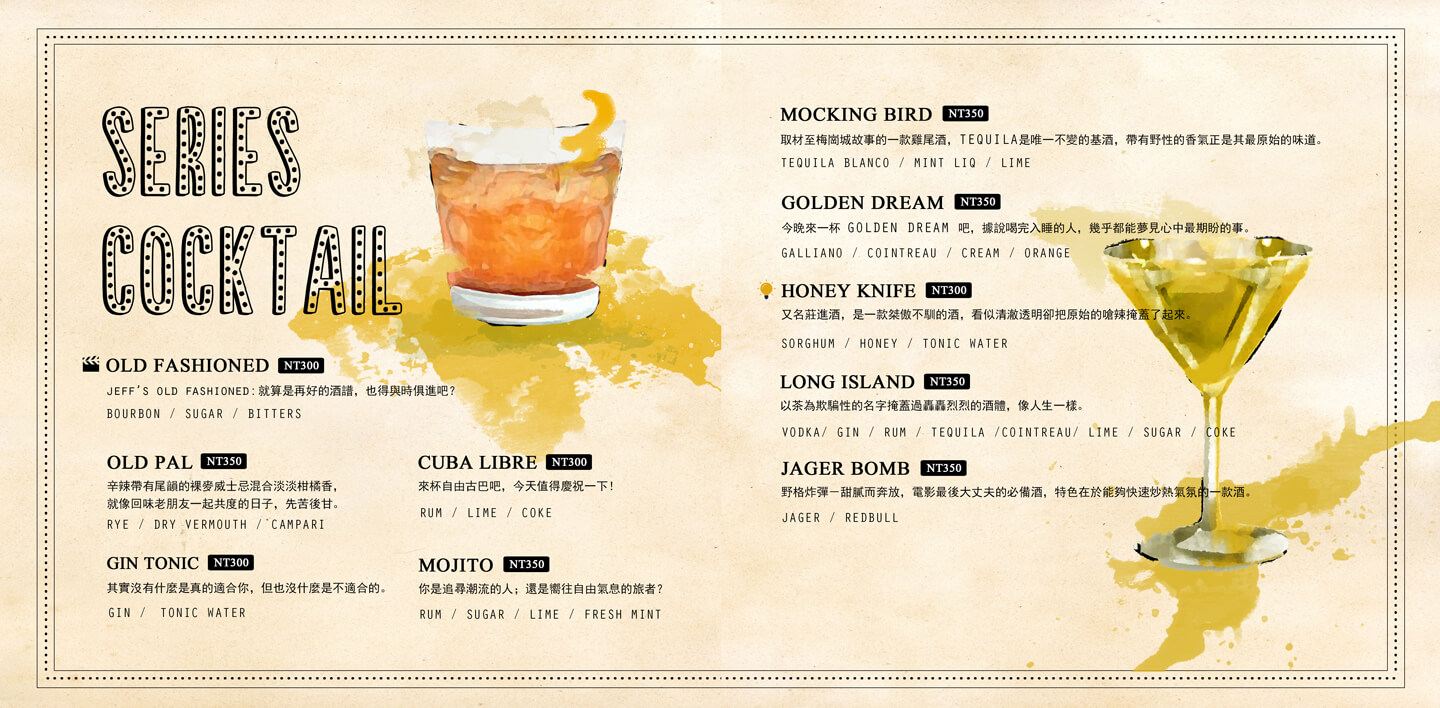 SERIES
COCKTAIL
OLD FASHIONED NT300
JEFF'S OLD FASHIONED:就算是再好的酒譜，也得與時俱進吧?
BOURBON / SUGAR / BITTERS
OLD PAL NT350
辛辣帶有尾韻的裸麥威士忌混合淡淡柑橘香，
就像回味老朋友一起共度的日子，先苦後甘。
RYE / DRY VERMOUTH / CAMPARI
GIN TONIC NT300
其實沒有什麼是真的適合你，但也沒什麼是不適合的。
GIN / TONIC WATER
CUBA LIBRE NT300
來杯自由古巴吧，今天值得慶祝一下！
RUM / LIME / COKE
MOJITO NT350
你是追尋潮流的人；還是嚮往自由氣息的旅者?
RUM / SUGAR / LIME / FRESH MINT
MOCKING BIRD NT350
取材至梅崗城故事的一款雞尾酒，TEQUILA是唯一不變的基酒，帶有野性的香氣正是其最原始的味道。
TEQUILA BLANCO / MINT LIQ / LIME
GOLDEN DREAM NT350
今晚來一杯 GOLDEN DREAM 吧，據說喝完入睡的人，幾乎都能夢見心中最期盼的事。
GALLIANO / COINTREAU / CREAM / ORANGE
HONEY KNIFE NT300
又名莊進酒，是一款桀傲不馴的酒，看似清澈透明卻把原始的嗆辣掩蓋了起來。
SORGHUM / HONEY / TONIC WATER
LONG ISLAND NT350
以茶為欺騙性的名字掩蓋過轟轟烈烈的酒體，像人生一樣。
VODKA/ GIN / RUM / TEQUILA /COINTREAU/ LIME / SUGAR / COKE
JAGER BOMB NT350
野格炸彈－甜膩而奔放，電影最後大丈夫的必備酒，特色在於能夠快速炒熱氣氛的一款酒。
JAGER / REDBULL